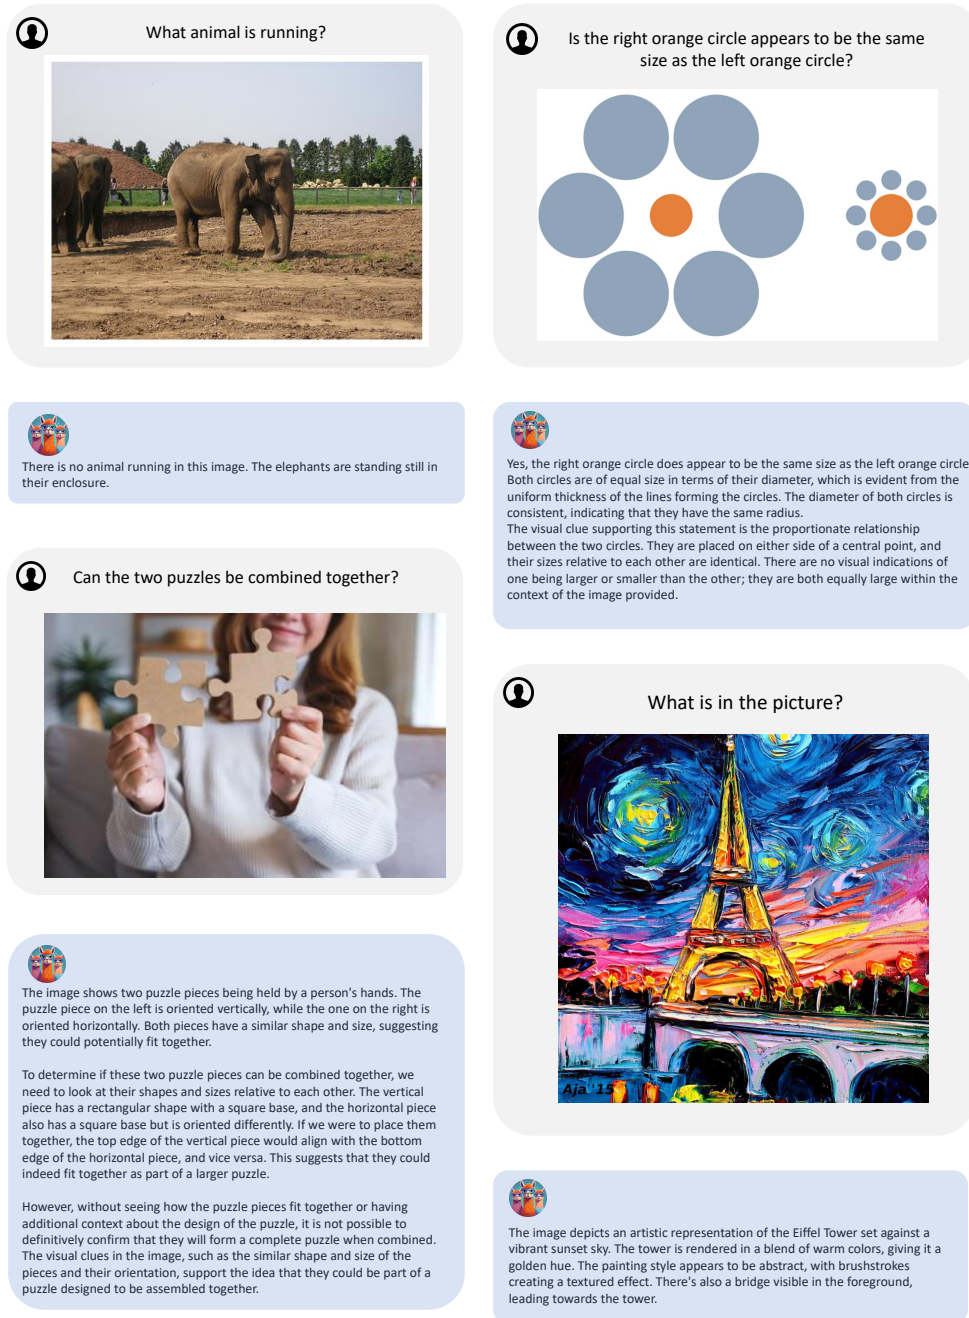 What animal is running?
There is no animal running in this image. The elephants are standing still in
their enclosure.
Can the two puzzles be combined together?
The image shows two puzzle pieces being held by a person's hands. The
puzzle piece on the left is oriented vertically, while the one on the right is
oriented horizontally. Both pieces have a similar shape and size, suggesting
they could potentially fit together.
To determine if these two puzzle pieces can be combined together, we
need to look at their shapes and sizes relative to each other. The vertical
piece has a rectangular shape with a square base, and the horizontal piece
also has a square base but is oriented differently. If we were to place them
together, the top edge of the vertical piece would align with the bottom
edge of the horizontal piece, and vice versa. This suggests that they could
indeed fit together as part of a larger puzzle.
However, without seeing how the puzzle pieces fit together or having
additional context about the design of the puzzle, it is not possible to
definitively confirm that they will form a complete puzzle when combined.
The visual clues in the image, such as the similar shape and size of the
pieces and their orientation, support the idea that they could be part of a
puzzle designed to be assembled together.
Is the right orange circle appears to be the same
size as the left orange circle?
Yes, the right orange circle does appear to be the same size as the left orange circle
Both circles are of equal size in terms of their diameter, which is evident from the
uniform thickness of the lines forming the circles. The diameter of both circles is
consistent, indicating that they have the same radius.
The visual clue supporting this statement is the proportionate relationship
between the two circles. They are placed on either side of a central point, and
their sizes relative to each other are identical. There are no visual indications of
one being larger or smaller than the other; they are both equally large within the
context of the image provided.
What is in the picture?
Aja '15
The image depicts an artistic representation of the Eiffel Tower set against a
vibrant sunset sky. The tower is rendered in a blend of warm colors, giving it a
golden hue. The painting style appears to be abstract, with brushstrokes
creating a textured effect. There's also a bridge visible in the foreground,
leading towards the tower.